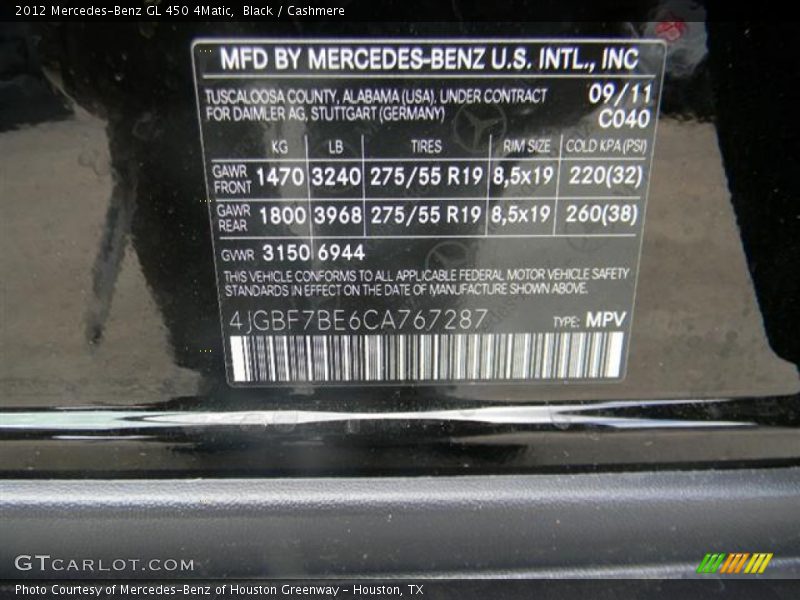 2012 Mercedes-Benz GL 450 4Matic, Black / Cashmere
MFD BY MERCEDES-BENZ U.S. INTL., INC
TUSCALOOSA COUNTY, ALABAMA (USA), UNDER CONTRACT 09/11
FOR DAIMLER AG, STUTTGART (GERMANY) C040
KG LB TIRES RIM SIZE COLD KPA(PSI)
GAWR FRONT 1470 3240 275/55 R19 8,5x19 220(32)
GAWR REAR 1800 3968 275/55 R19 8,5x19 260(38)
GVWR 3150 6944
THIS VEHICLE CONFORMS TO ALL APPLICABLE FEDERAL MOTOR VEHICLE SAFETY
STANDARDS IN EFFECT ON THE DATE OF MANUFACTURE SHOWN ABOVE.
4JGBF7BE6CA767287 TYPE: MPV
GTCARLOT.COM
Photo Courtesy of Mercedes-Benz of Houston Greenway - Houston, TX